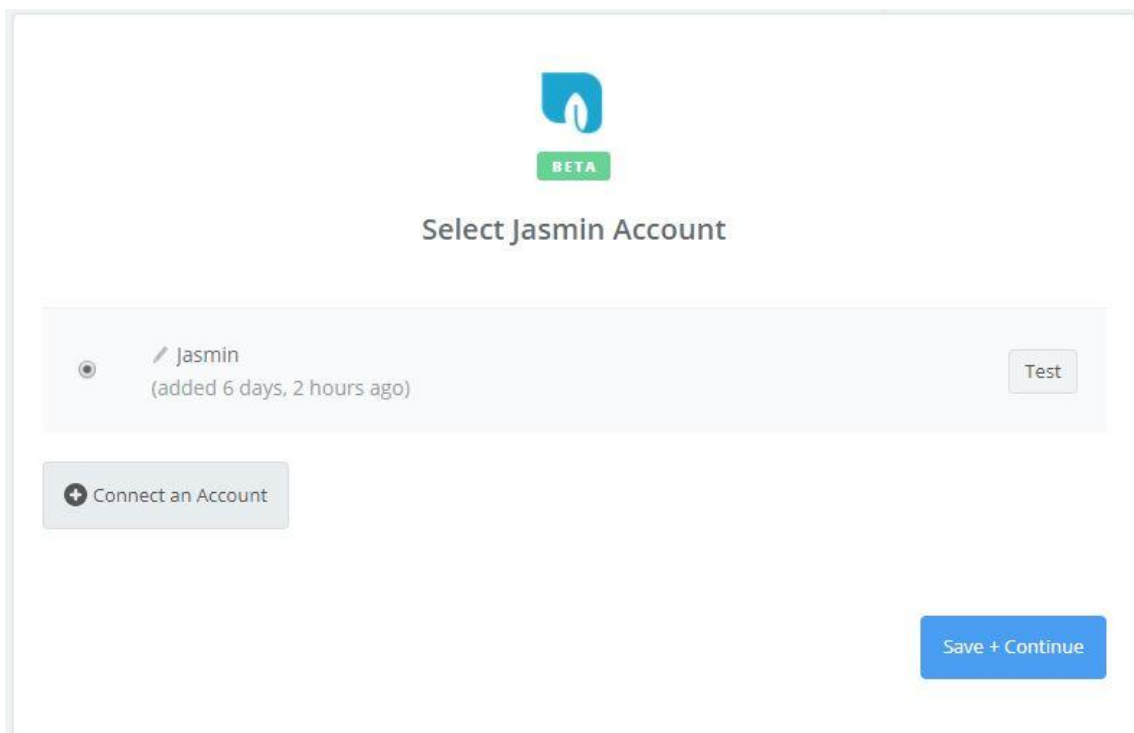 BETA
Select Jasmin Account
Jasmin
(added 6 days, 2 hours ago)
Test
Connect an Account
Save + Continue